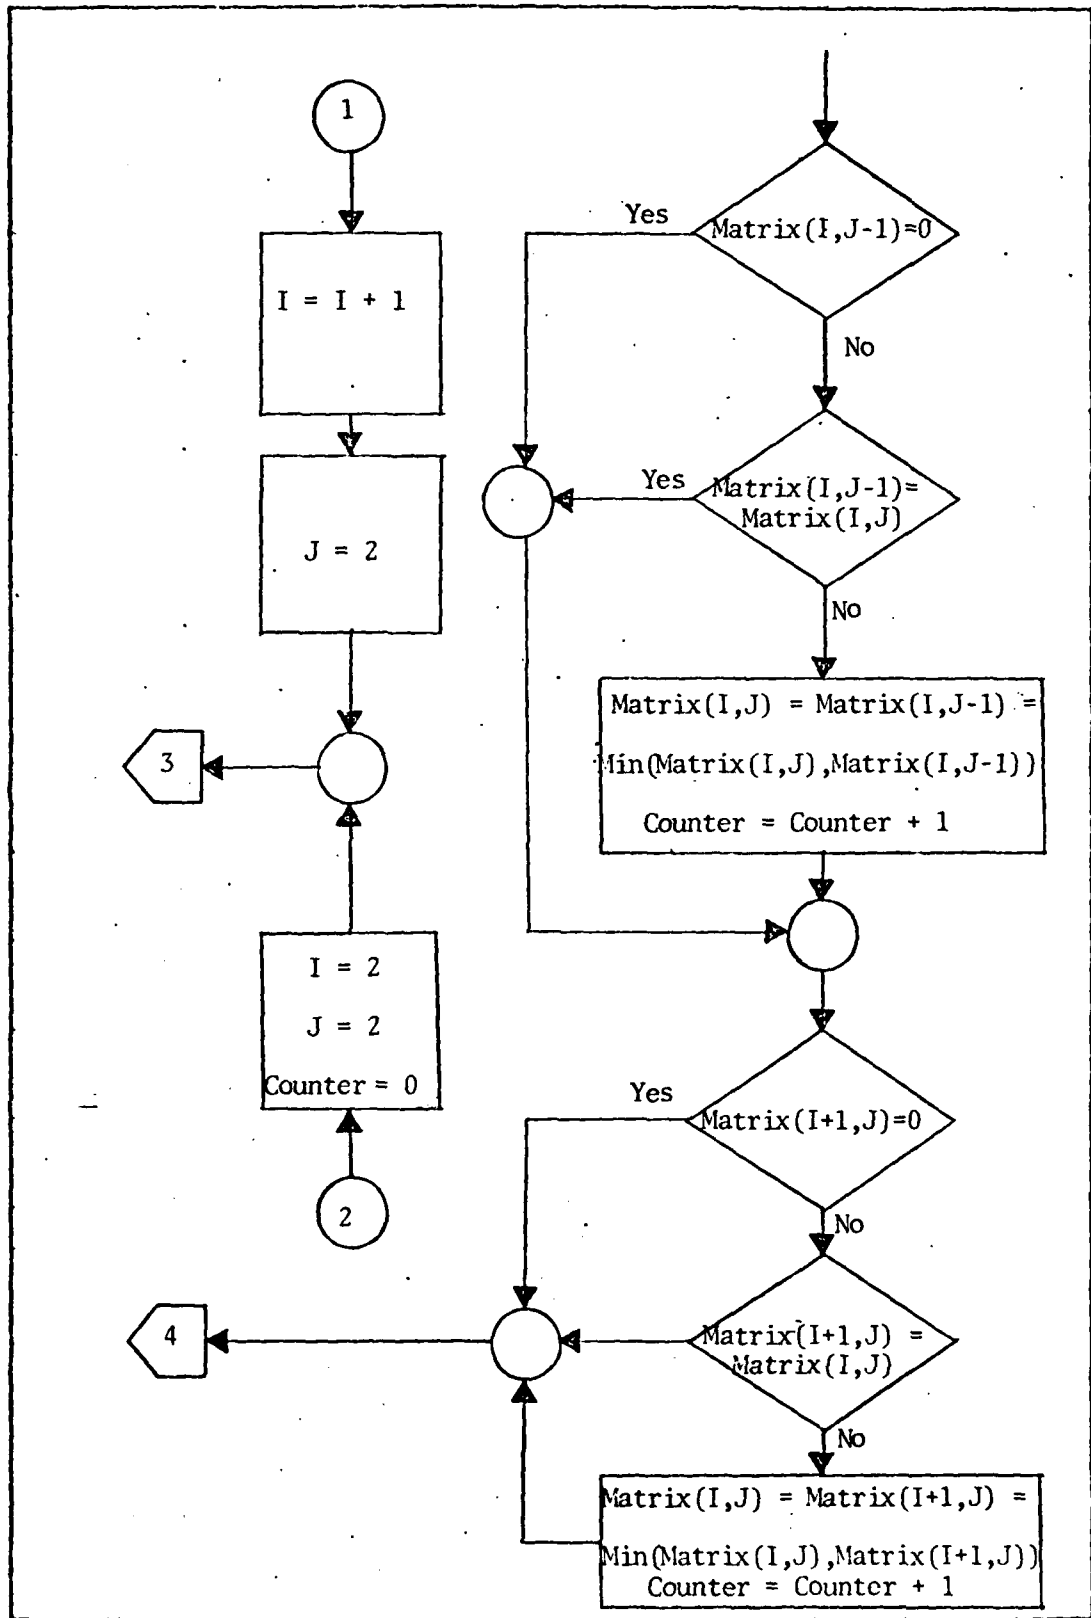 1
I = I + 1
J = 2
3
I = 2
J = 2
Counter = 0
2
4
Matrix(I,J-1)=0
Yes
No
Matrix(I,J-1)=
Matrix(I,J)
Yes
No
Matrix(I,J) = Matrix(I,J-1) =
Min(Matrix(I,J),Matrix(I,J-1))
Counter = Counter + 1
Matrix(I+1,J)=0
Yes
No
Matrix(I+1,J) =
Matrix(I,J)
No
Matrix(I,J) = Matrix(I+1,J) =
Min(Matrix(I,J),Matrix(I+1,J))
Counter = Counter + 1